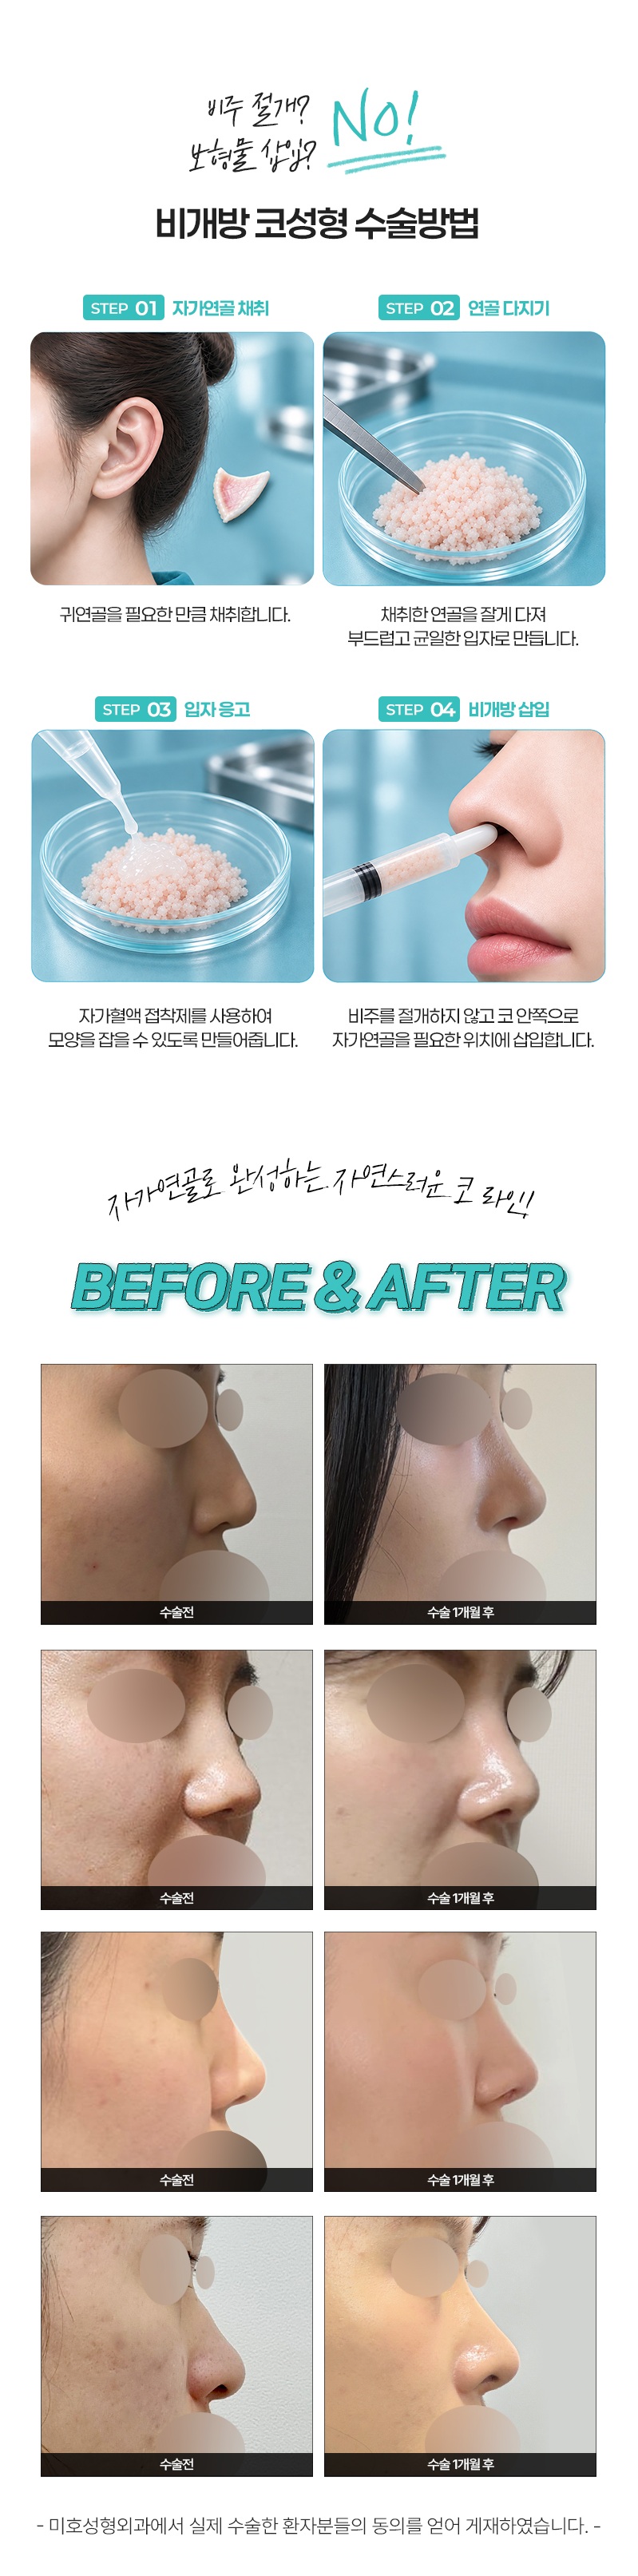 비주 절개?
보형물 삽입?
No!
비개방 코성형 수술방법
STEP 01 자가연골 채취
STEP 02 연골 다지기
귀연골을 필요한 만큼 채취합니다.
채취한 연골을 잘게 다져
부드럽고 균일한 입자로 만듭니다.
STEP 03 입자 응고
STEP 04 비개방 삽입
자가혈액 접착제를 사용하여
모양을 잡을 수 있도록 만들어줍니다.
비주를 절개하지 않고 코 안쪽으로
자가연골을 필요한 위치에 삽입합니다.
자가연골로 완성하는 자연스러운 코 라인!
BEFORE & AFTER
수술전
수술 1개월 후
수술전
수술 1개월 후
수술전
수술 1개월 후
수술전
수술 1개월 후
- 미호성형외과에서 실제 수술한 환자분들의 동의를 얻어 게재하였습니다. -